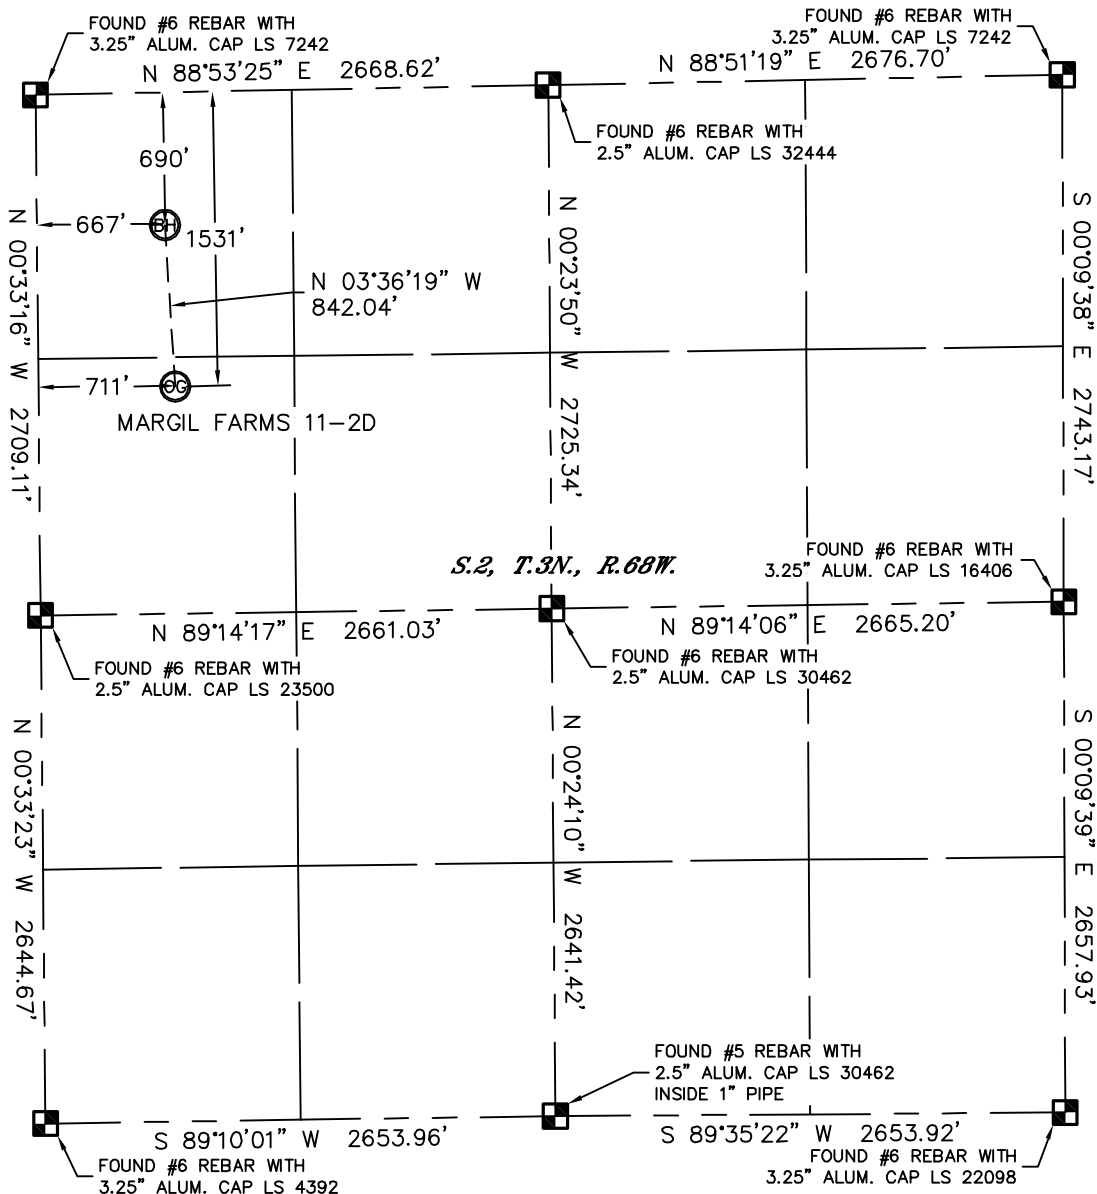 FOUND #6 REBAR WITH
3.25" ALUM. CAP LS 7242
FOUND #6 REBAR WITH
3.25" ALUM. CAP LS 7242
N 88°53'25" E 2668.62'
N 88°51'19" E 2676.70'
FOUND #6 REBAR WITH
2.5" ALUM. CAP LS 32444
690'
667'
BH
1531'
N 03°36'19" W
842.04'
N 00°33'16" W 2709.11'
N 00°23'50" W 2725.34'
S 00°09'38" E 2743.17'
711'
OG
MARGIL FARMS 11-2D
S.2, T.3N., R.68W.
FOUND #6 REBAR WITH
3.25" ALUM. CAP LS 16406
N 89°14'17" E 2661.03'
N 89°14'06" E 2665.20'
FOUND #6 REBAR WITH
2.5" ALUM. CAP LS 23500
FOUND #6 REBAR WITH
2.5" ALUM. CAP LS 30462
N 00°33'23" W 2644.67'
N 00°24'10" W 2641.42'
S 00°09'39" E 2657.93'
FOUND #5 REBAR WITH
2.5" ALUM. CAP LS 30462
INSIDE 1" PIPE
S 89°10'01" W 2653.96'
S 89°35'22" W 2653.92'
FOUND #6 REBAR WITH
3.25" ALUM. CAP LS 4392
FOUND #6 REBAR WITH
3.25" ALUM. CAP LS 22098